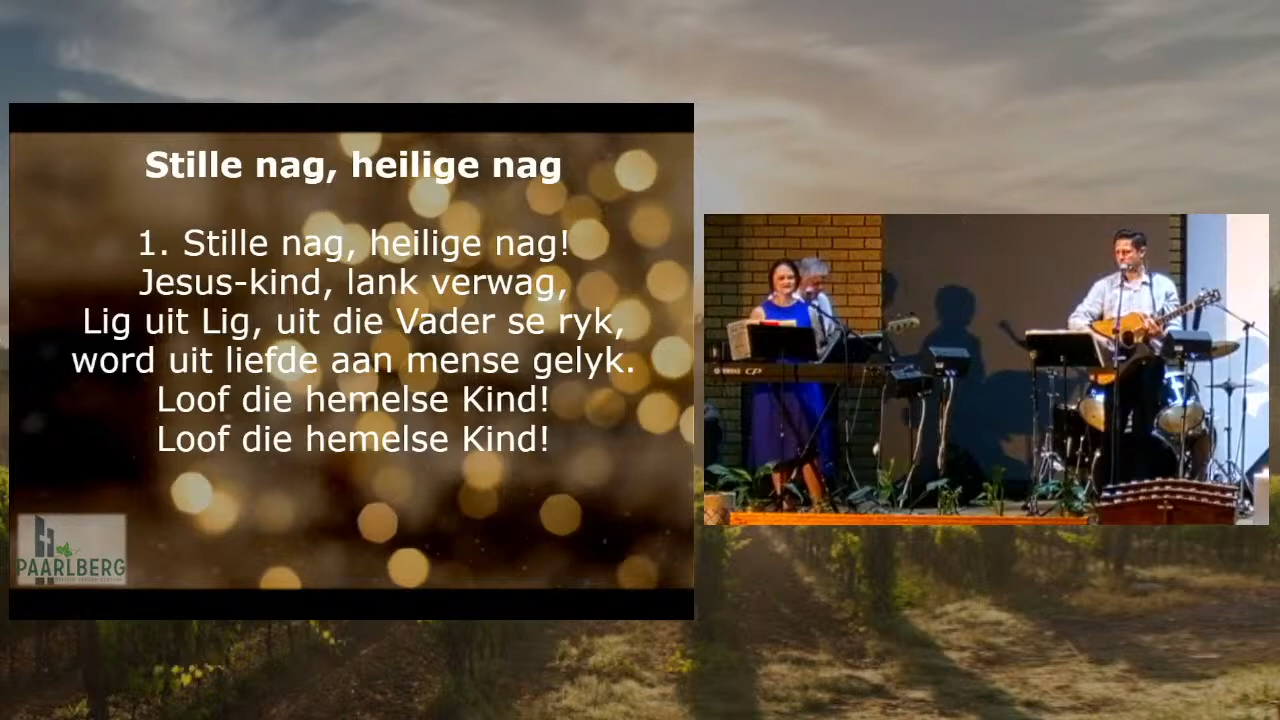 Stille nag, heilige nag
1. Stille nag, heilige nag!
Jesus-kind, lank verwag,
Lig uit Lig, uit die Vader se ryk,
word uit liefde aan mense gelyk.
Loof die hemelse Kind!
Loof die hemelse Kind!
PAARLBERG
YAMAHA CP